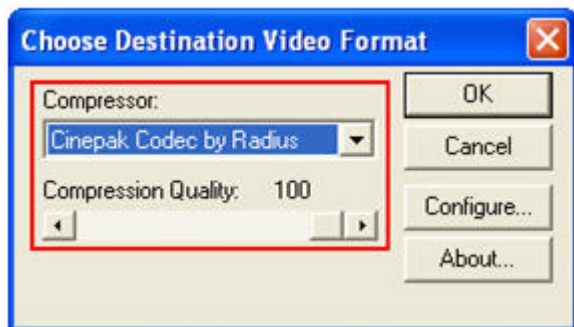 Choose Destination Video Format
Compressor:
Cinepak Codec by Radius
Compression Quality: 100
OK
Cancel
Configure...
About...